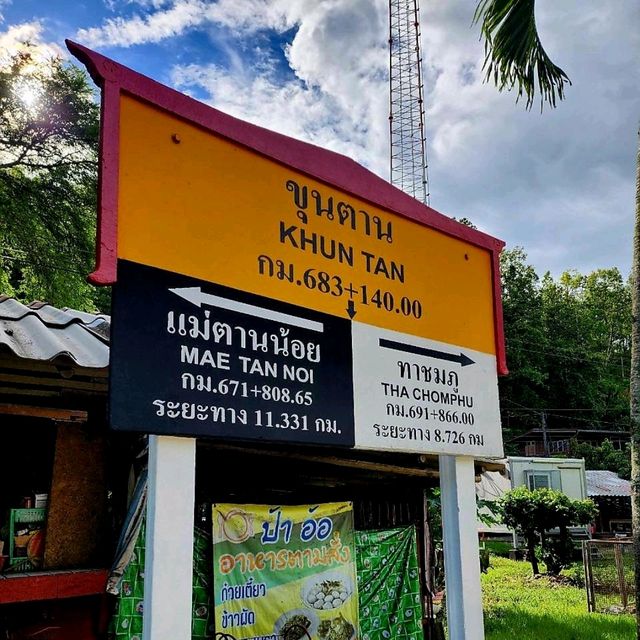 ขุนตาน
KHUN TAN
กม.683+140.00
แม่ตานน้อย
MAE TAN NOI
กม.671+808.65
ระยะทาง 11.331 กม.
ทาชมภู
THA CHOMPHU
กม.691+866.00
ระยะทาง 8.726 กม
ป้า อ้อ
อาหารตามสั่ง
ก๋วยเตี๋ยว
ข้าวผัด